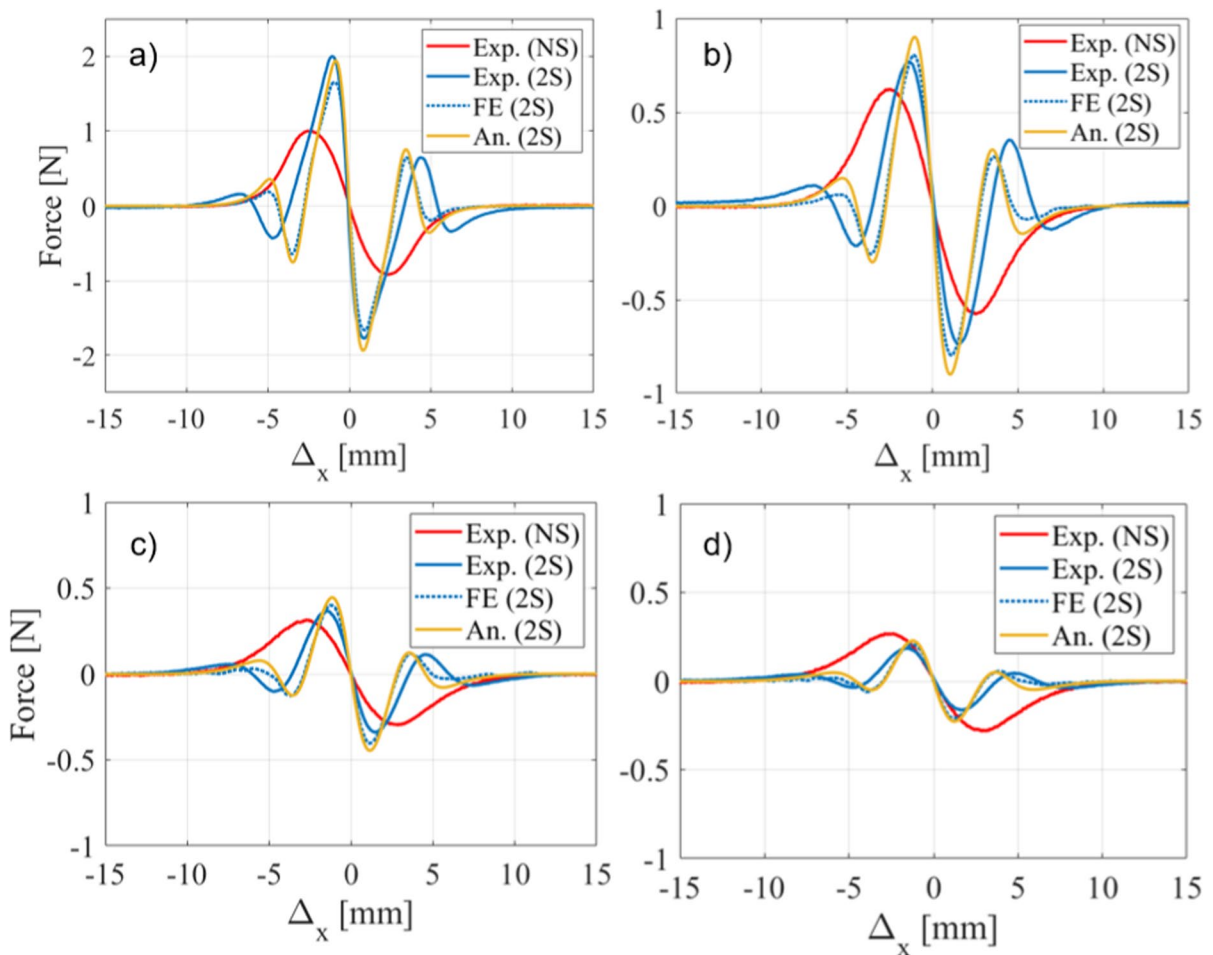 a)
Exp. (NS)
Exp. (2S)
FE (2S)
An. (2S)
2
1
0
-1
-2
Force [N]
-15 -10 -5 0 5 10 15
Δx [mm]
b)
Exp. (NS)
Exp. (2S)
FE (2S)
An. (2S)
1
0.5
0
-0.5
-1
-15 -10 -5 0 5 10 15
Δx [mm]
c)
Exp. (NS)
Exp. (2S)
FE (2S)
An. (2S)
1
0.5
0
-0.5
-1
Force [N]
-15 -10 -5 0 5 10 15
Δx [mm]
d)
Exp. (NS)
Exp. (2S)
FE (2S)
An. (2S)
1
0.5
0
-0.5
-1
-15 -10 -5 0 5 10 15
Δx [mm]